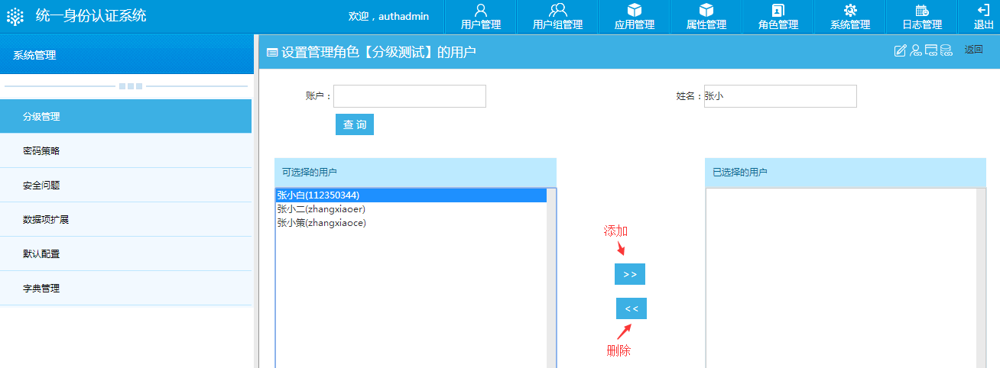 统一身份认证系统
欢迎，authadmin
用户管理
用户组管理
应用管理
属性管理
角色管理
系统管理
日志管理
退出
系统管理
分级管理
密码策略
安全问题
数据项扩展
默认配置
字典管理
设置管理角色【分级测试】的用户
返回
账户：
姓名：张小
查 询
可选择的用户
张小白(112350344)
张小二(zhangxiaoer)
张小策(zhangxiaoce)
添加
>>
<<
删除
已选择的用户